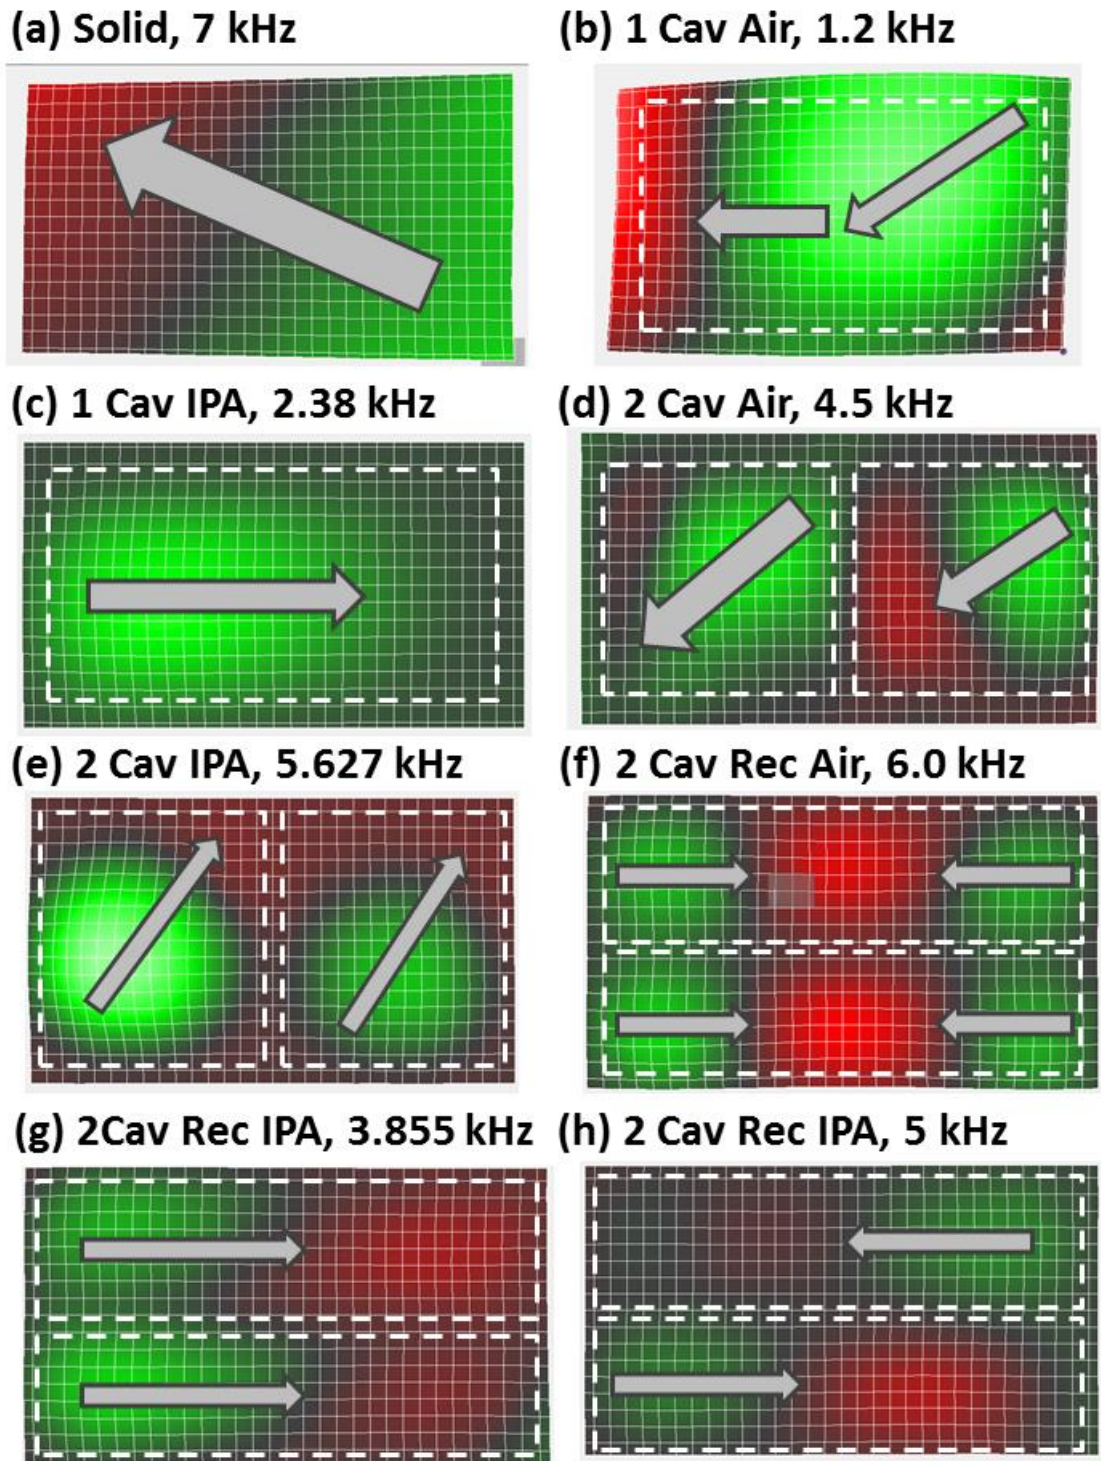 (a) Solid, 7 kHz
(b) 1 Cav Air, 1.2 kHz
(c) 1 Cav IPA, 2.38 kHz
(d) 2 Cav Air, 4.5 kHz
(e) 2 Cav IPA, 5.627 kHz
(f) 2 Cav Rec Air, 6.0 kHz
(g) 2Cav Rec IPA, 3.855 kHz
(h) 2 Cav Rec IPA, 5 kHz